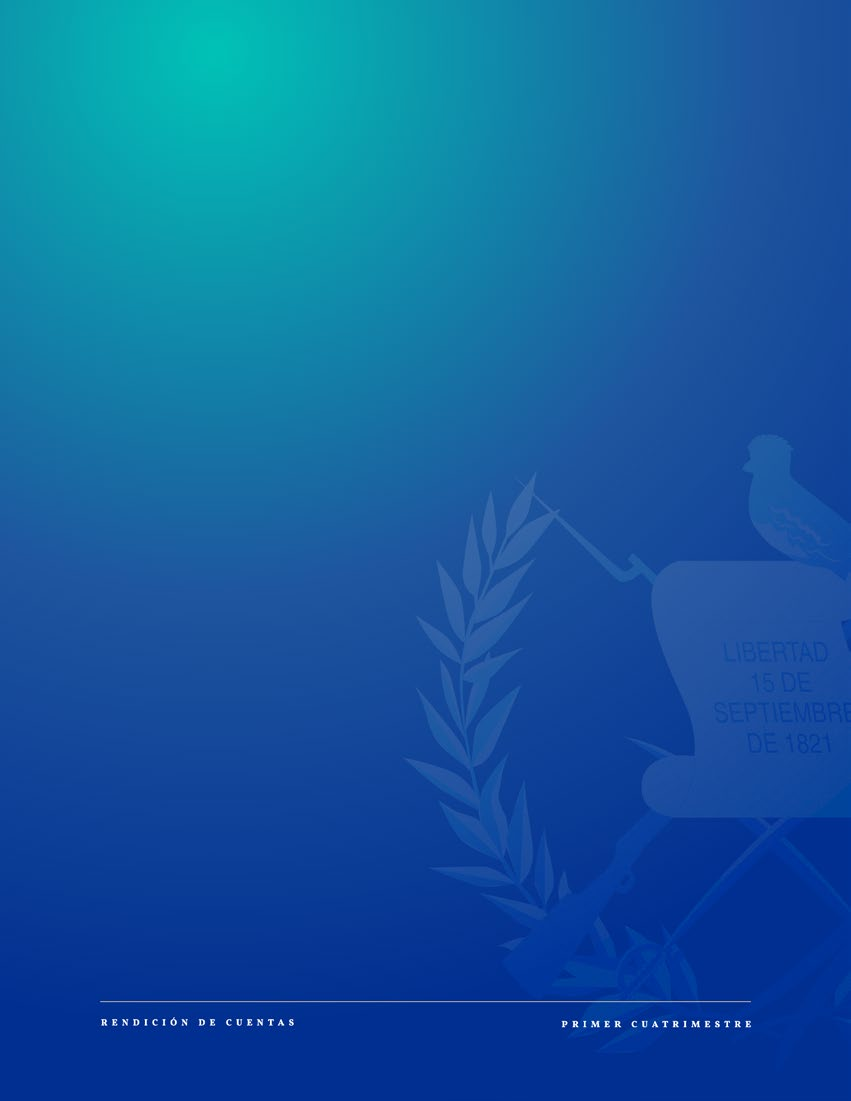 LIBERTAD
15 DE
SEPTIEMBRE
DE 1821
RENDICIÓN DE CUENTAS
PRIMER CUATRIMESTRE